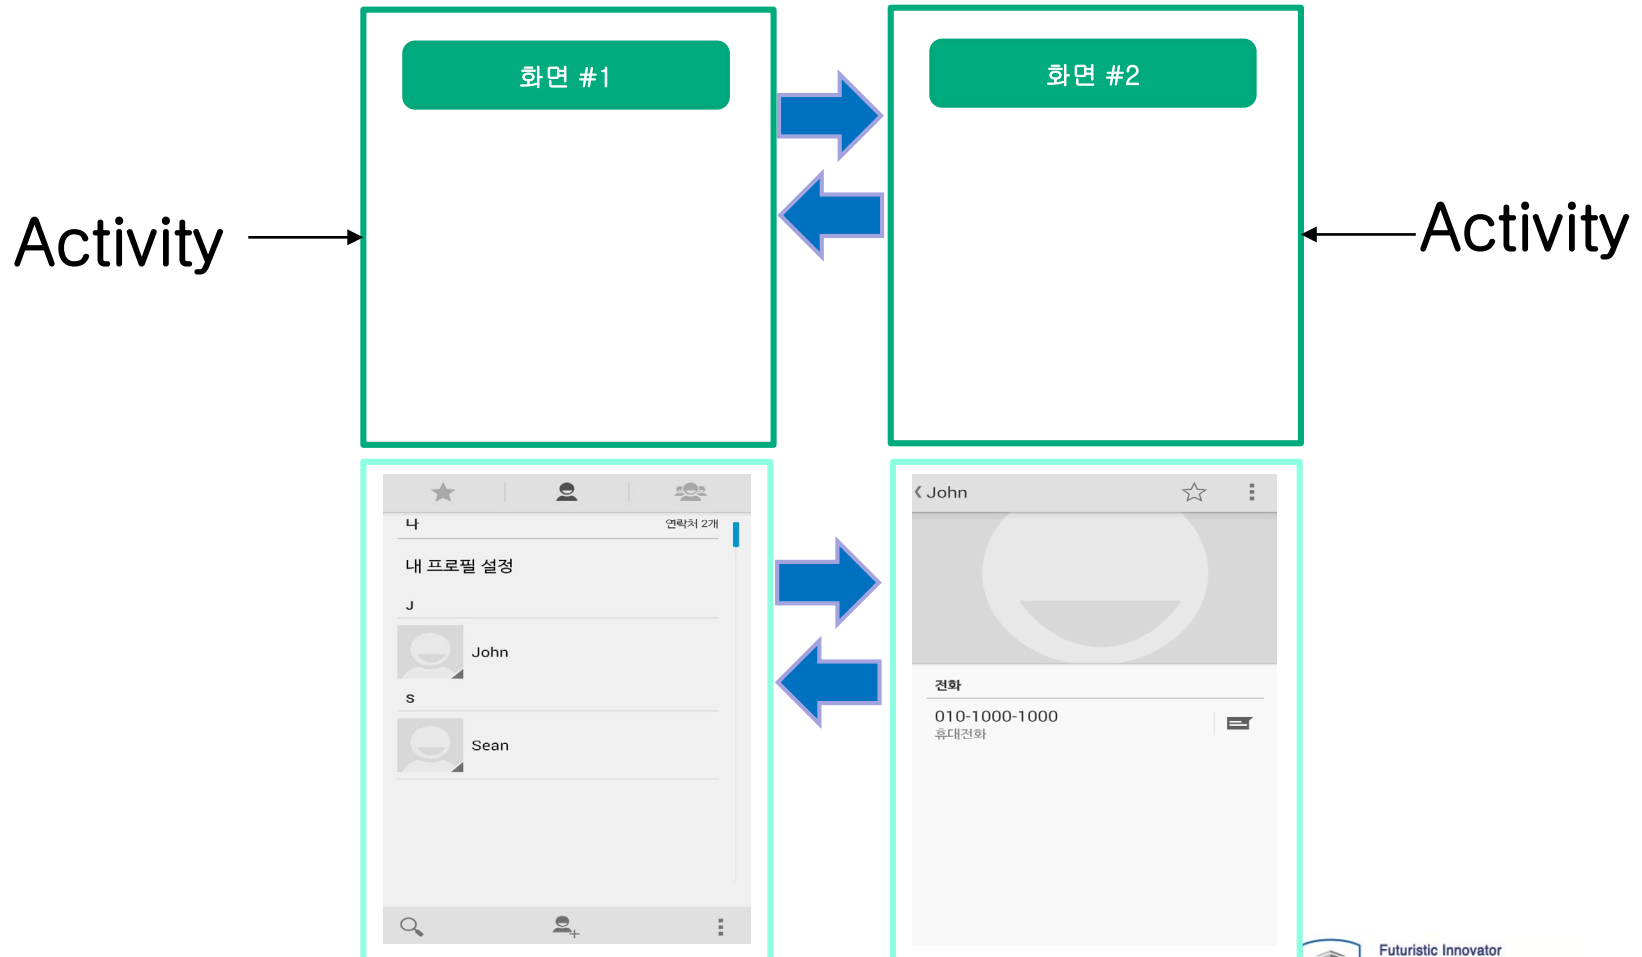 화면 #1
화면 #2
Activity
Activity
나 연락처 2개
내 프로필 설정
J
John
S
Sean
John
전화
010-1000-1000
휴대전화
Futuristic Innovator